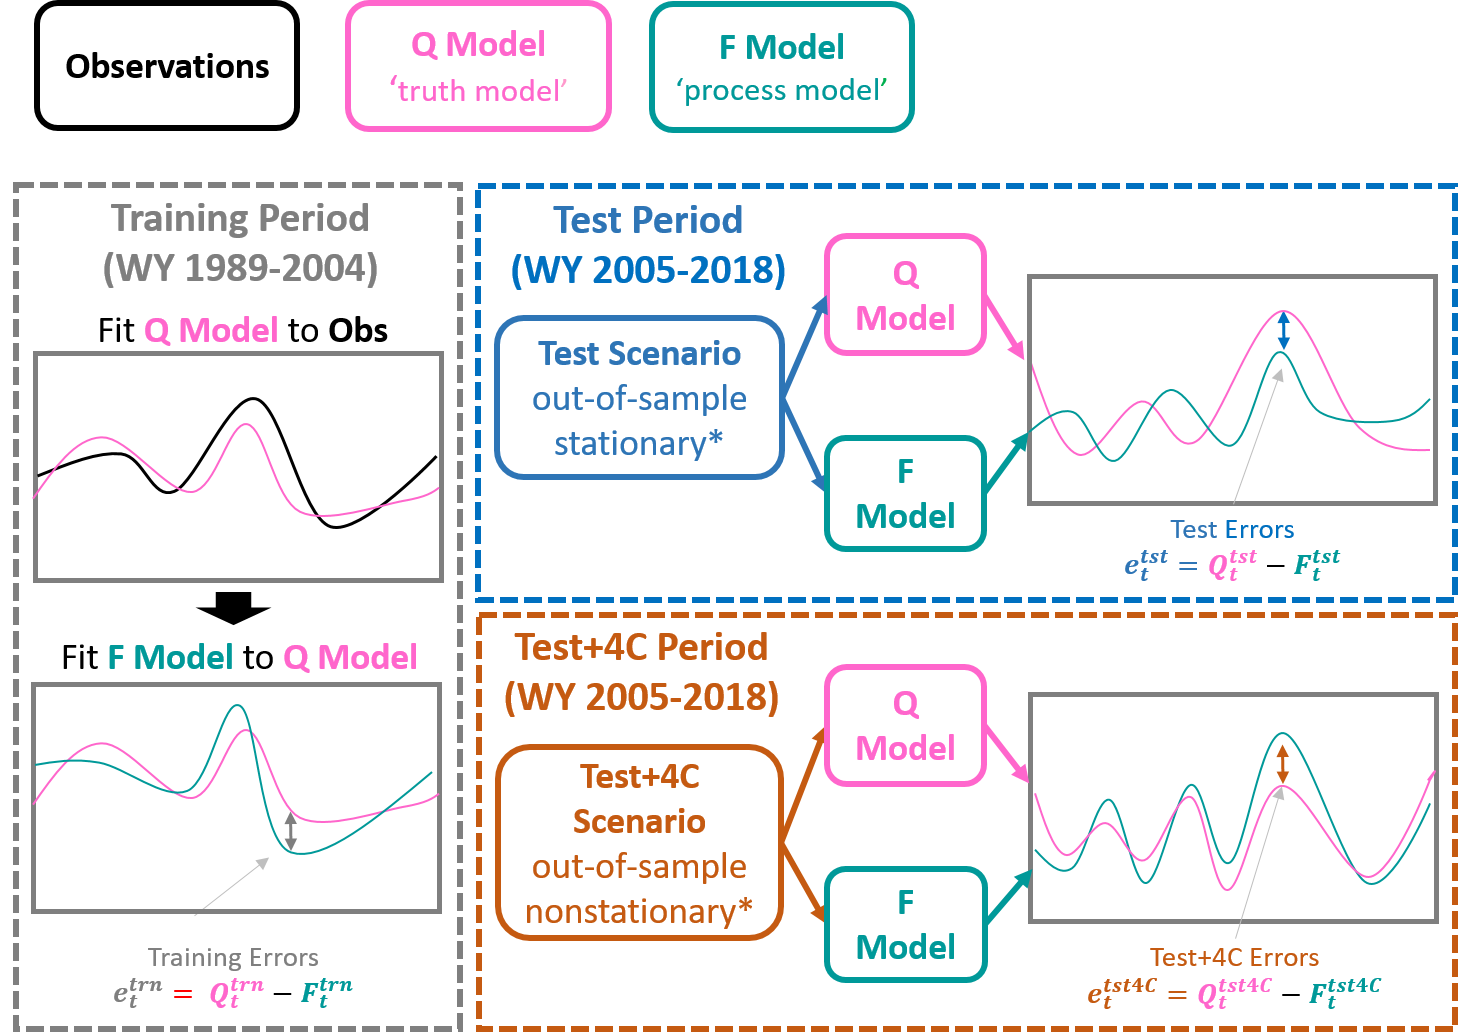 Observations
Q Model
‘truth model’
F Model
‘process model’
Training Period
(WY 1989-2004)
Fit Q Model to Obs
Fit F Model to Q Model
Training Errors
e_t^{trn} = Q_t^{trn} − F_t^{trn}
Test Period
(WY 2005-2018)
Test Scenario
out-of-sample
stationary*
Q
Model
F
Model
Test Errors
e_t^{tst} = Q_t^{tst} − F_t^{tst}
Test+4C Period
(WY 2005-2018)
Test+4C
Scenario
out-of-sample
nonstationary*
Q
Model
F
Model
Test+4C Errors
e_t^{tst4C} = Q_t^{tst4C} − F_t^{tst4C}